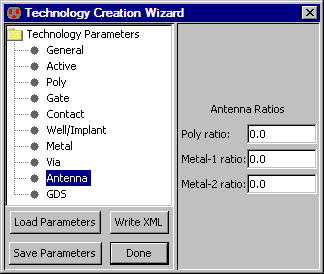 Technology Creation Wizard
Technology Parameters
General
Active
Poly
Gate
Contact
Well/Implant
Metal
Via
Antenna
GDS
Load Parameters
Write XML
Save Parameters
Done
Antenna Ratios
Poly ratio: 0.0
Metal-1 ratio: 0.0
Metal-2 ratio: 0.0